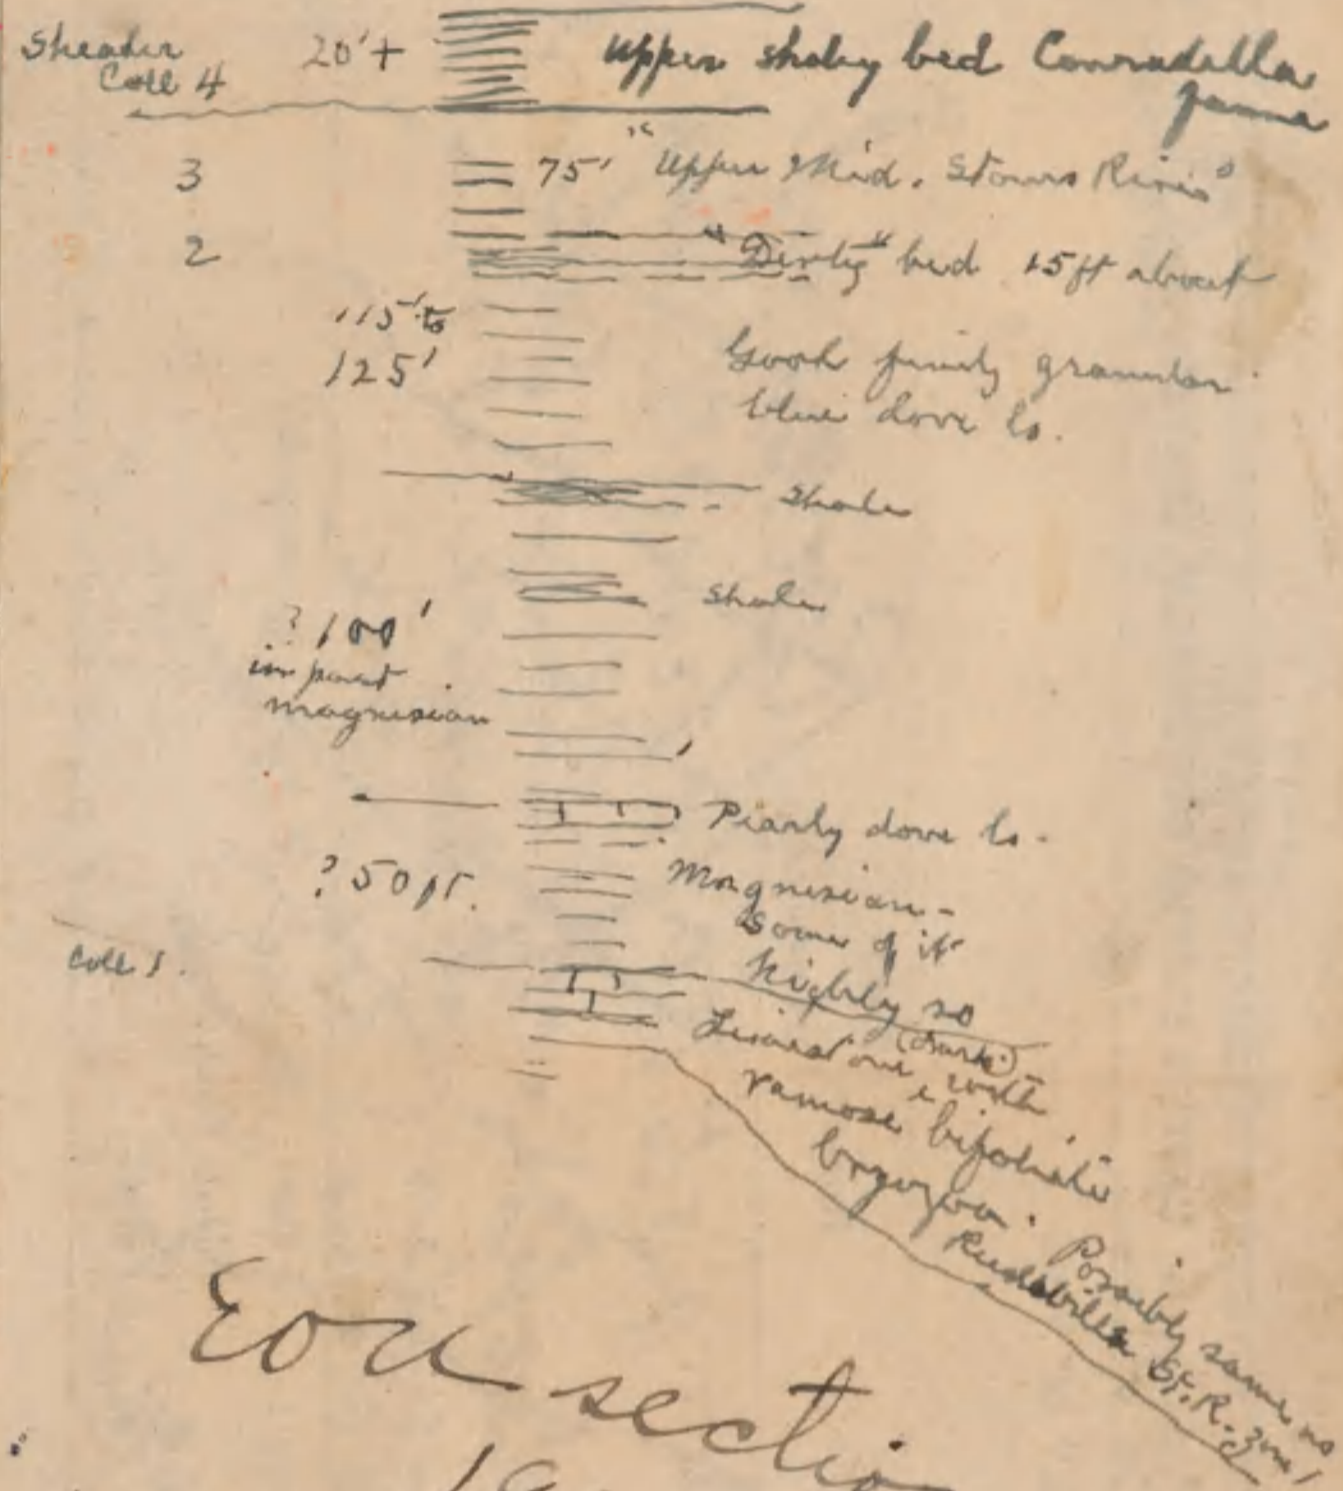 Sheader
Coll 4
20'+
Upper shaly bed Conradella
fauna
3
75' "Upper Mid. Stones River"
2
"Dirty" bed 15 ft about
115' to
125'
Good finely granular
blue dove ls.
Shale
Shale
? 100'
in part
magnesian
Pearly dove ls.
? 50 ft.
Magnesian -
Some of it
highly so
Coll 1.
Limestone (dark) with
ramose bifoliate
bryozoa. Possibly same as
St. R. zone 1
section